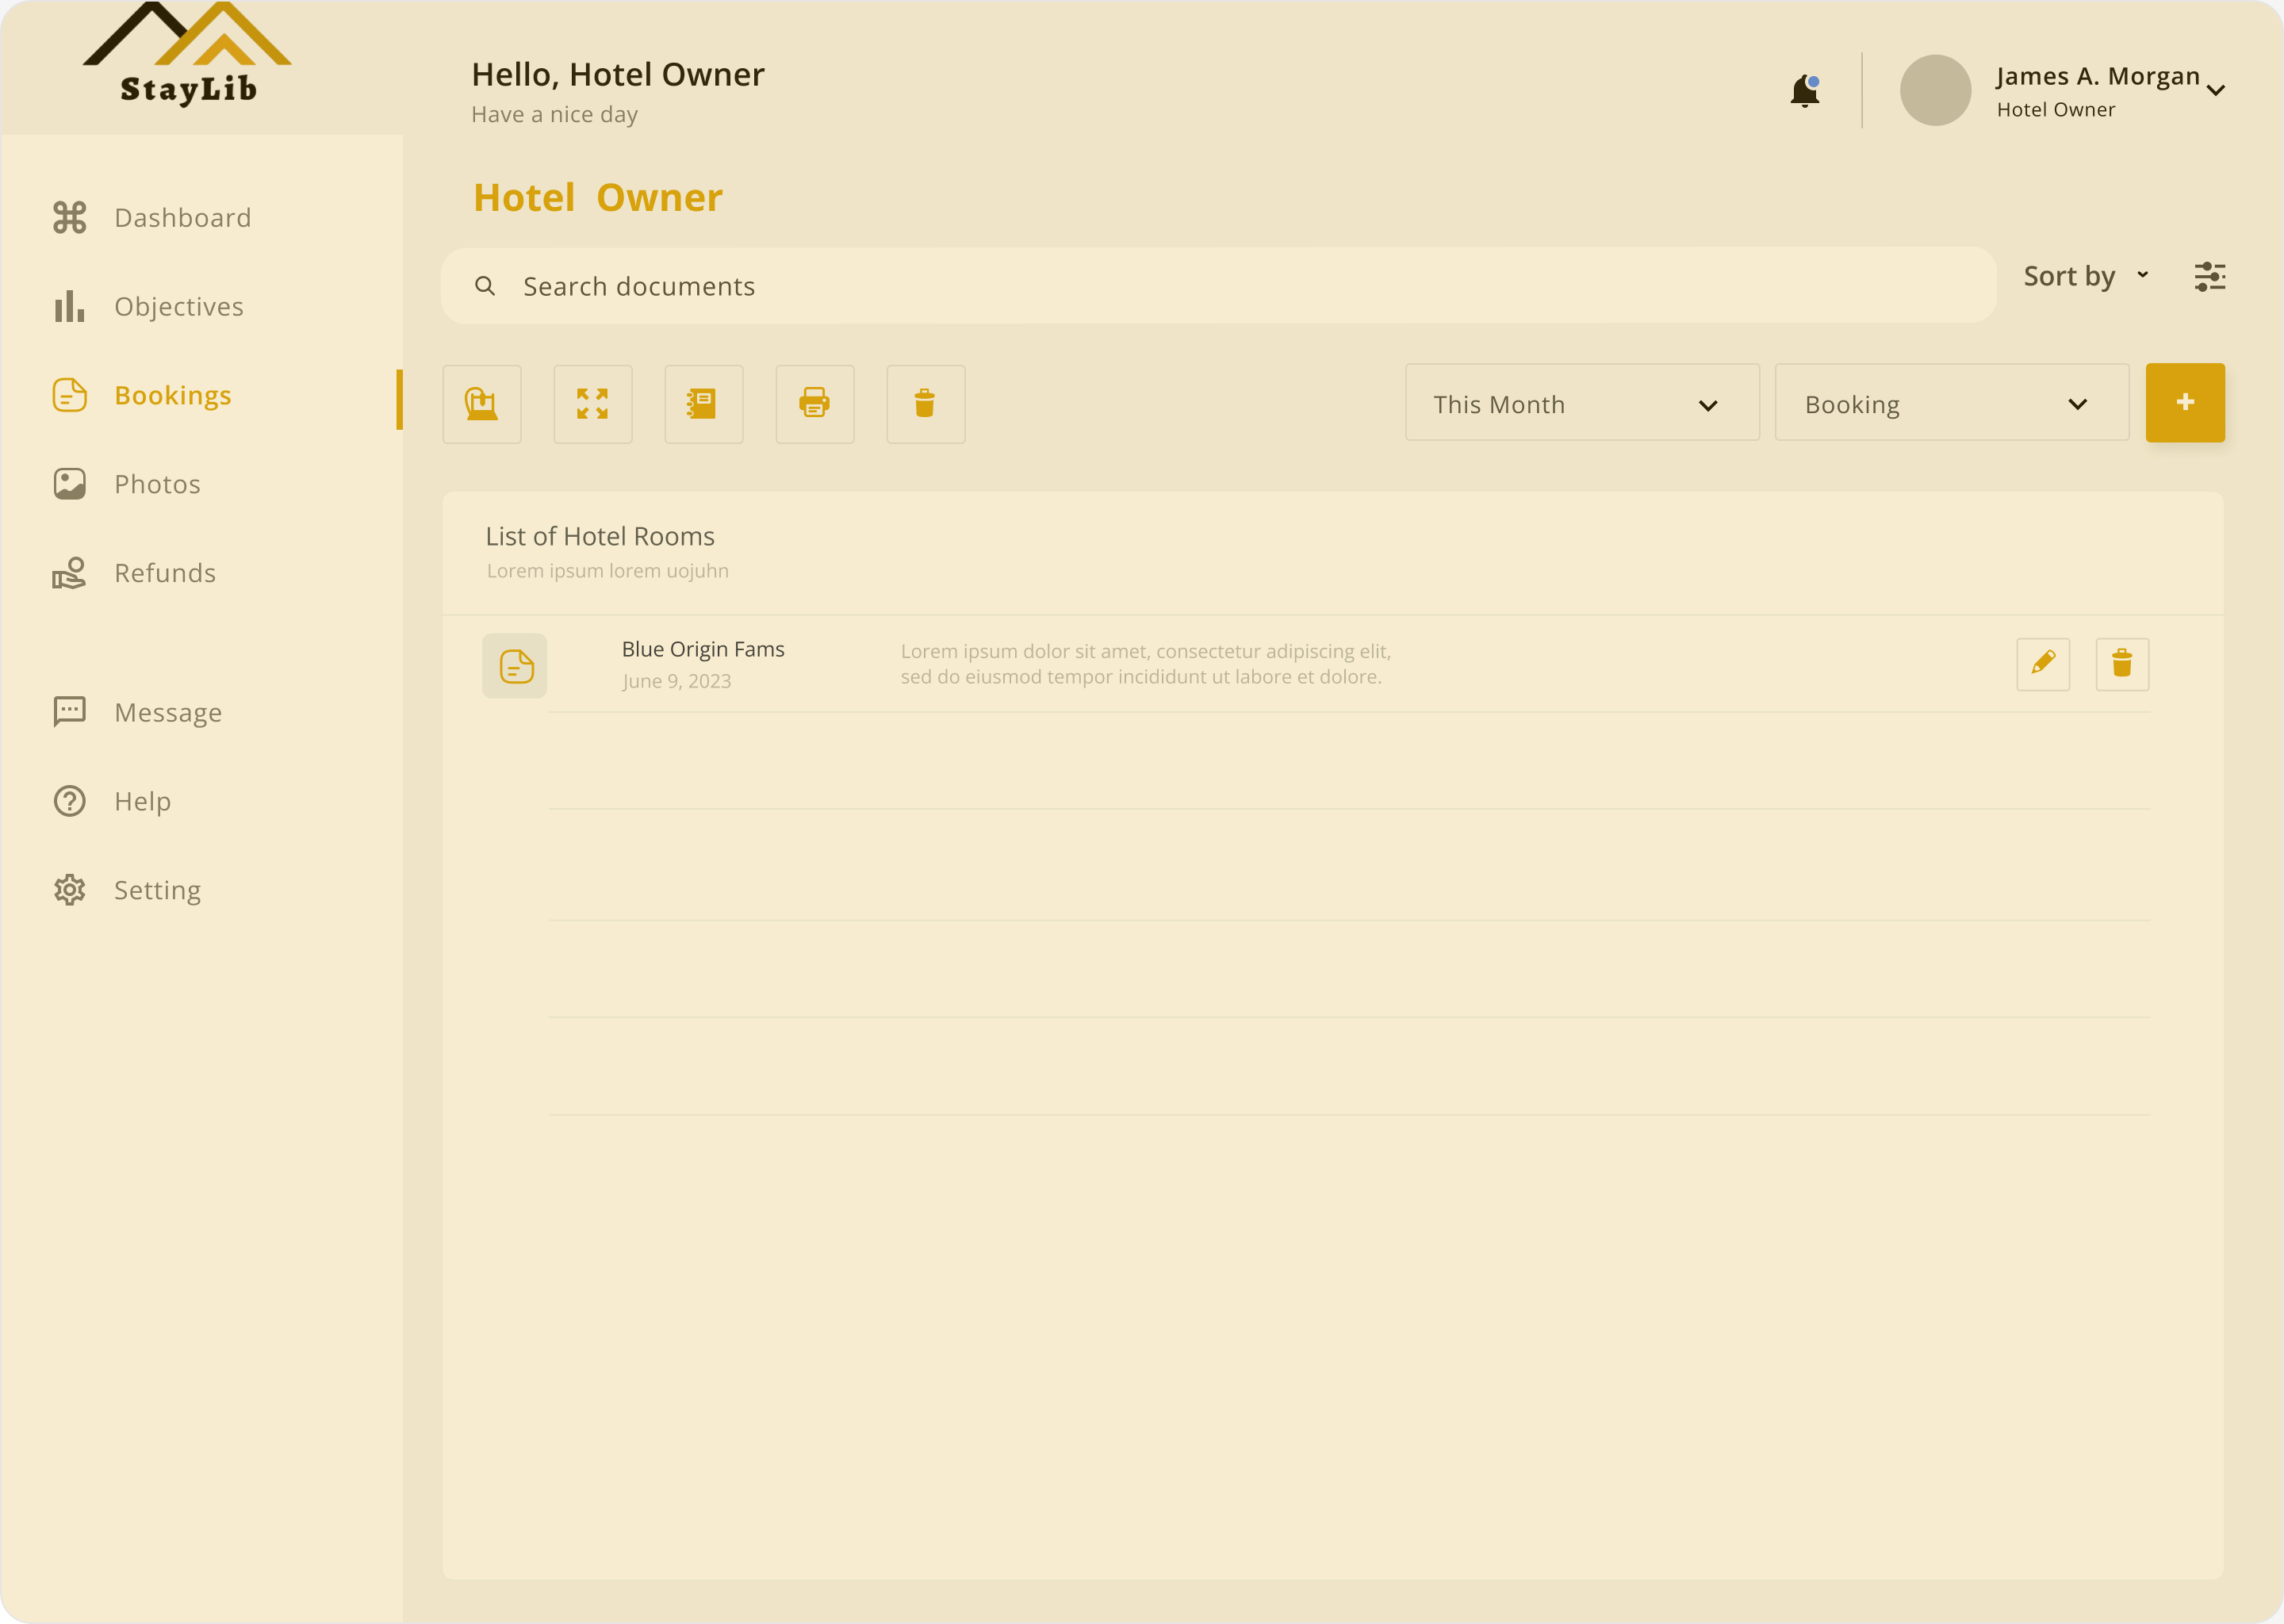 StayLib
Hello, Hotel Owner
Have a nice day
James A. Morgan
Hotel Owner
Dashboard
Objectives
Bookings
Photos
Refunds
Message
Help
Setting
Hotel Owner
Search documents
Sort by
This Month
Booking
List of Hotel Rooms
Lorem ipsum lorem uojuhn
Blue Origin Fams
June 9, 2023
Lorem ipsum dolor sit amet, consectetur adipiscing elit,
sed do eiusmod tempor incididunt ut labore et dolore.